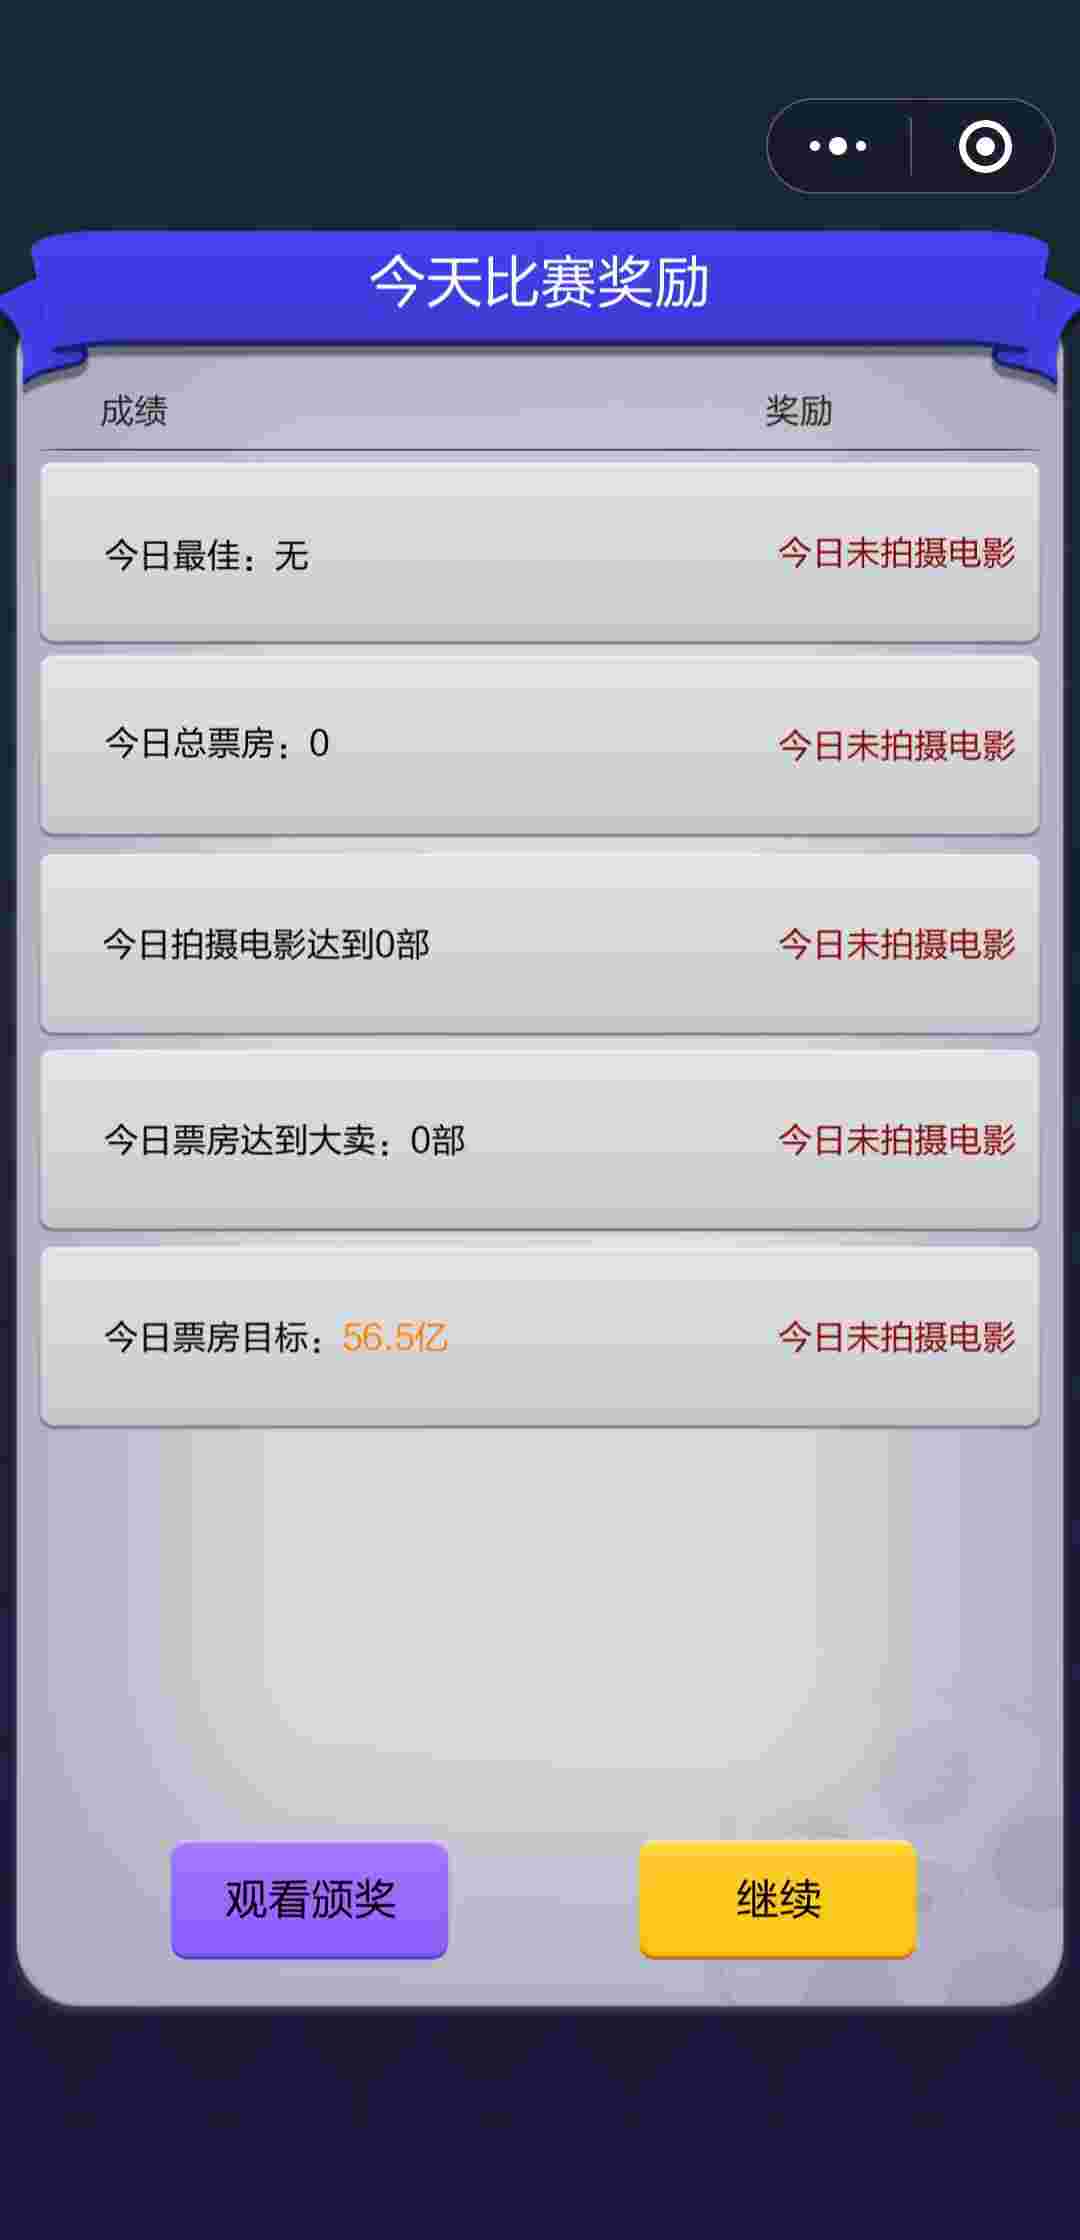 今天比赛奖励
成绩 奖励
今日最佳：无 今日未拍摄电影
今日总票房：0 今日未拍摄电影
今日拍摄电影达到0部 今日未拍摄电影
今日票房达到大卖：0部 今日未拍摄电影
今日票房目标：56.5亿 今日未拍摄电影
观看颁奖 继续